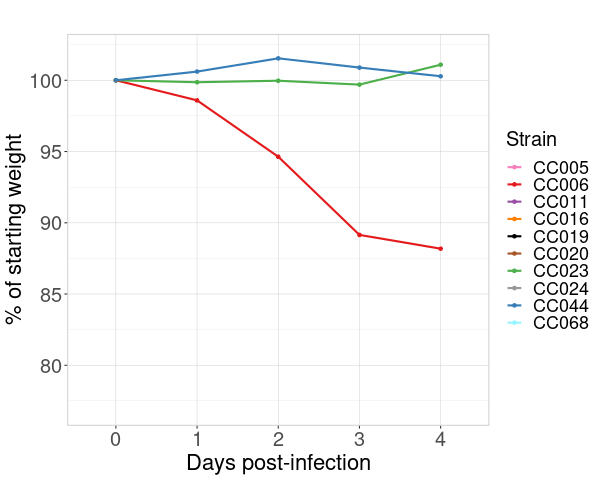 % of starting weight
100
95
90
85
80
0 1 2 3 4
Days post-infection
Strain
CC005
CC006
CC011
CC016
CC019
CC020
CC023
CC024
CC044
CC068